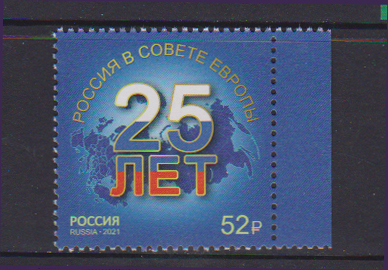 РОССИЯ В СОВЕТЕ ЕВРОПЫ
25
ЛЕТ
РОССИЯ
RUSSIA · 2021
52₽